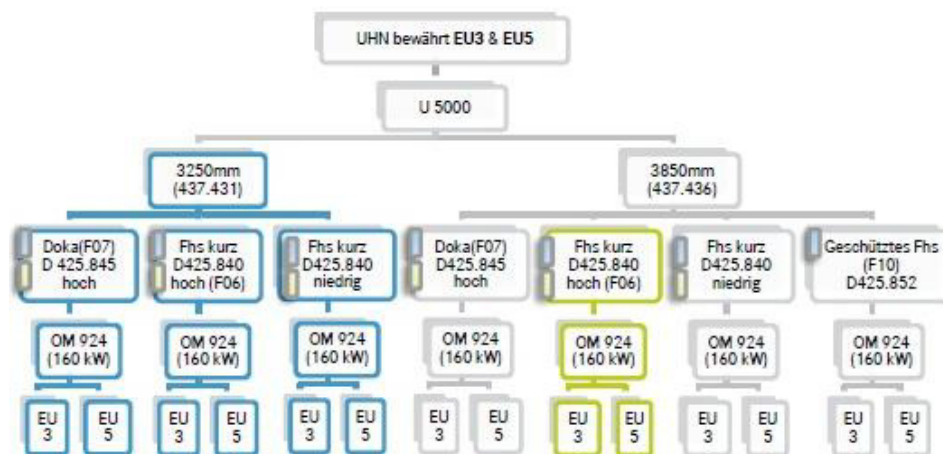 UHN bewährt EU3 & EU5
U 5000
3250mm
(437.431)
3850mm
(437.436)
Doka(F07)
D 425.845
hoch
Fhs kurz
D425.840
hoch (F06)
Fhs kurz
D425.840
niedrig
Doka(F07)
D425.845
hoch
Fhs kurz
D425.840
hoch (F06)
Fhs kurz
D425.840
niedrig
Geschütztes Fhs
(F10)
D425.852
OM 924
(160 kW)
OM 924
(160 kW)
OM 924
(160 kW)
OM 924
(160 kW)
OM 924
(160 kW)
OM 924
(160 kW)
OM 924
(160 kW)
EU
3
EU
5
EU
3
EU
5
EU
3
EU
5
EU
3
EU
5
EU
3
EU
5
EU
3
EU
5
EU
3
EU
5